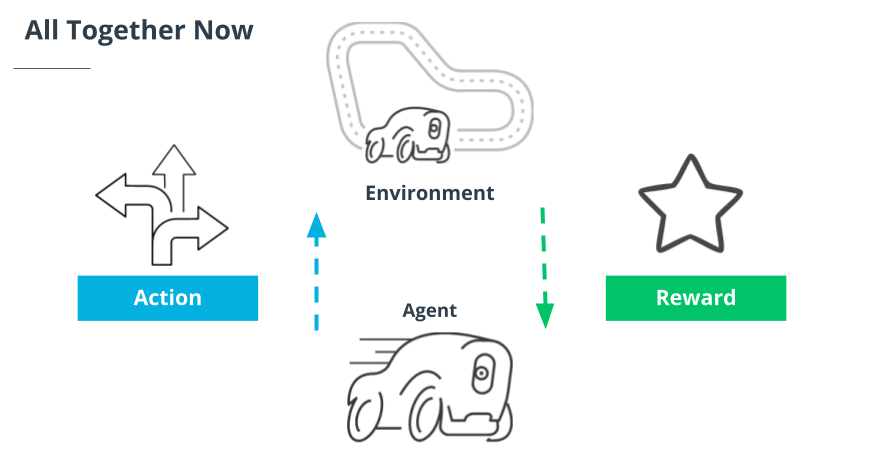 All Together Now
Environment
Action
Reward
Agent